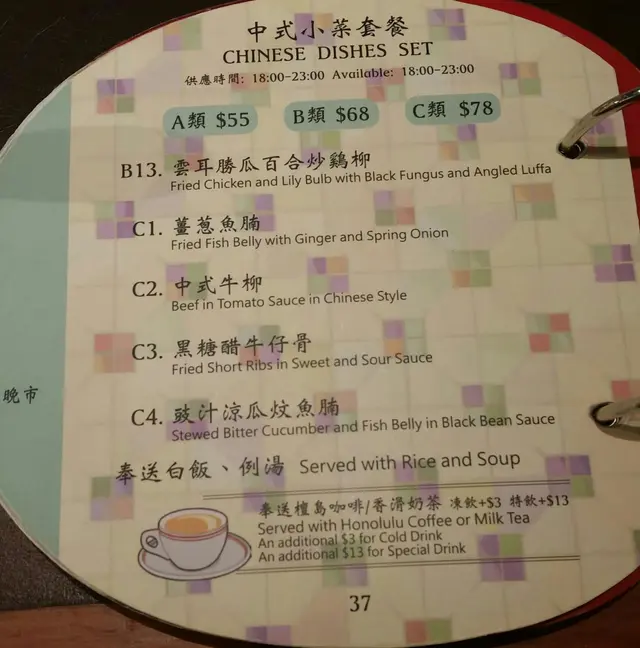 中式小菜套餐
CHINESE DISHES SET
供應時間: 18:00-23:00 Available: 18:00-23:00
A類 $55 B類 $68 C類 $78
B13. 雲耳勝瓜百合炒鷄柳
Fried Chicken and Lily Bulb with Black Fungus and Angled Luffa
C1. 薑葱魚腩
Fried Fish Belly with Ginger and Spring Onion
C2. 中式牛柳
Beef in Tomato Sauce in Chinese Style
C3. 黑糖醋牛仔骨
Fried Short Ribs in Sweet and Sour Sauce
晚市
C4. 豉汁涼瓜炆魚腩
Stewed Bitter Cucumber and Fish Belly in Black Bean Sauce
奉送白飯、例湯 Served with Rice and Soup
奉送檀島咖啡/香滑奶茶 凍飲+$3 特飲+$13
Served with Honolulu Coffee or Milk Tea
An additional $3 for Cold Drink
An additional $13 for Special Drink
37